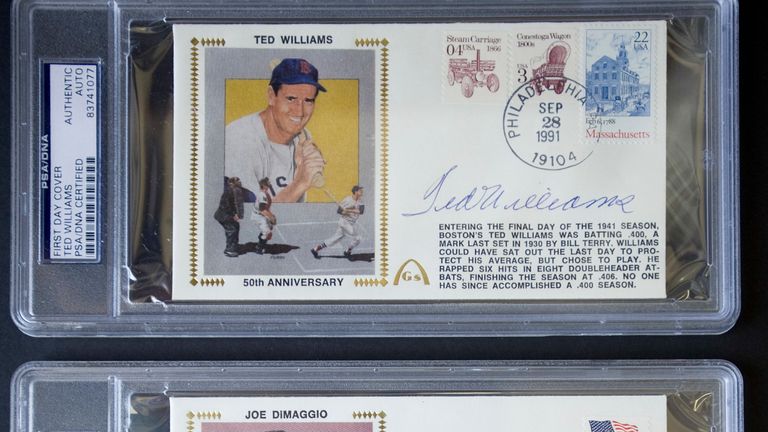 PSA/DNA
FIRST DAY COVER
TED WILLIAMS
PSA/DNA CERTIFIED
AUTHENTIC
AUTO
83741077
TED WILLIAMS
50th ANNIVERSARY
Steam Carriage
04USA 1866
Conestoga Wagon
1800s
3USA
22
USA
Feb 6, 1788
Massachusetts
PHILADELPHIA
SEP
28
1991
19104
Ted Williams
ENTERING THE FINAL DAY OF THE 1941 SEASON,
BOSTON'S TED WILLIAMS WAS BATTING .400, A
MARK LAST SET IN 1930 BY BILL TERRY. WILLIAMS
COULD HAVE SAT OUT THE LAST DAY TO PRO-
TECT HIS AVERAGE, BUT CHOSE TO PLAY. HE
RAPPED SIX HITS IN EIGHT DOUBLEHEADER AT-
BATS, FINISHING THE SEASON AT .406. NO ONE
HAS SINCE ACCOMPLISHED A .400 SEASON.
Gs
JOE DIMAGGIO